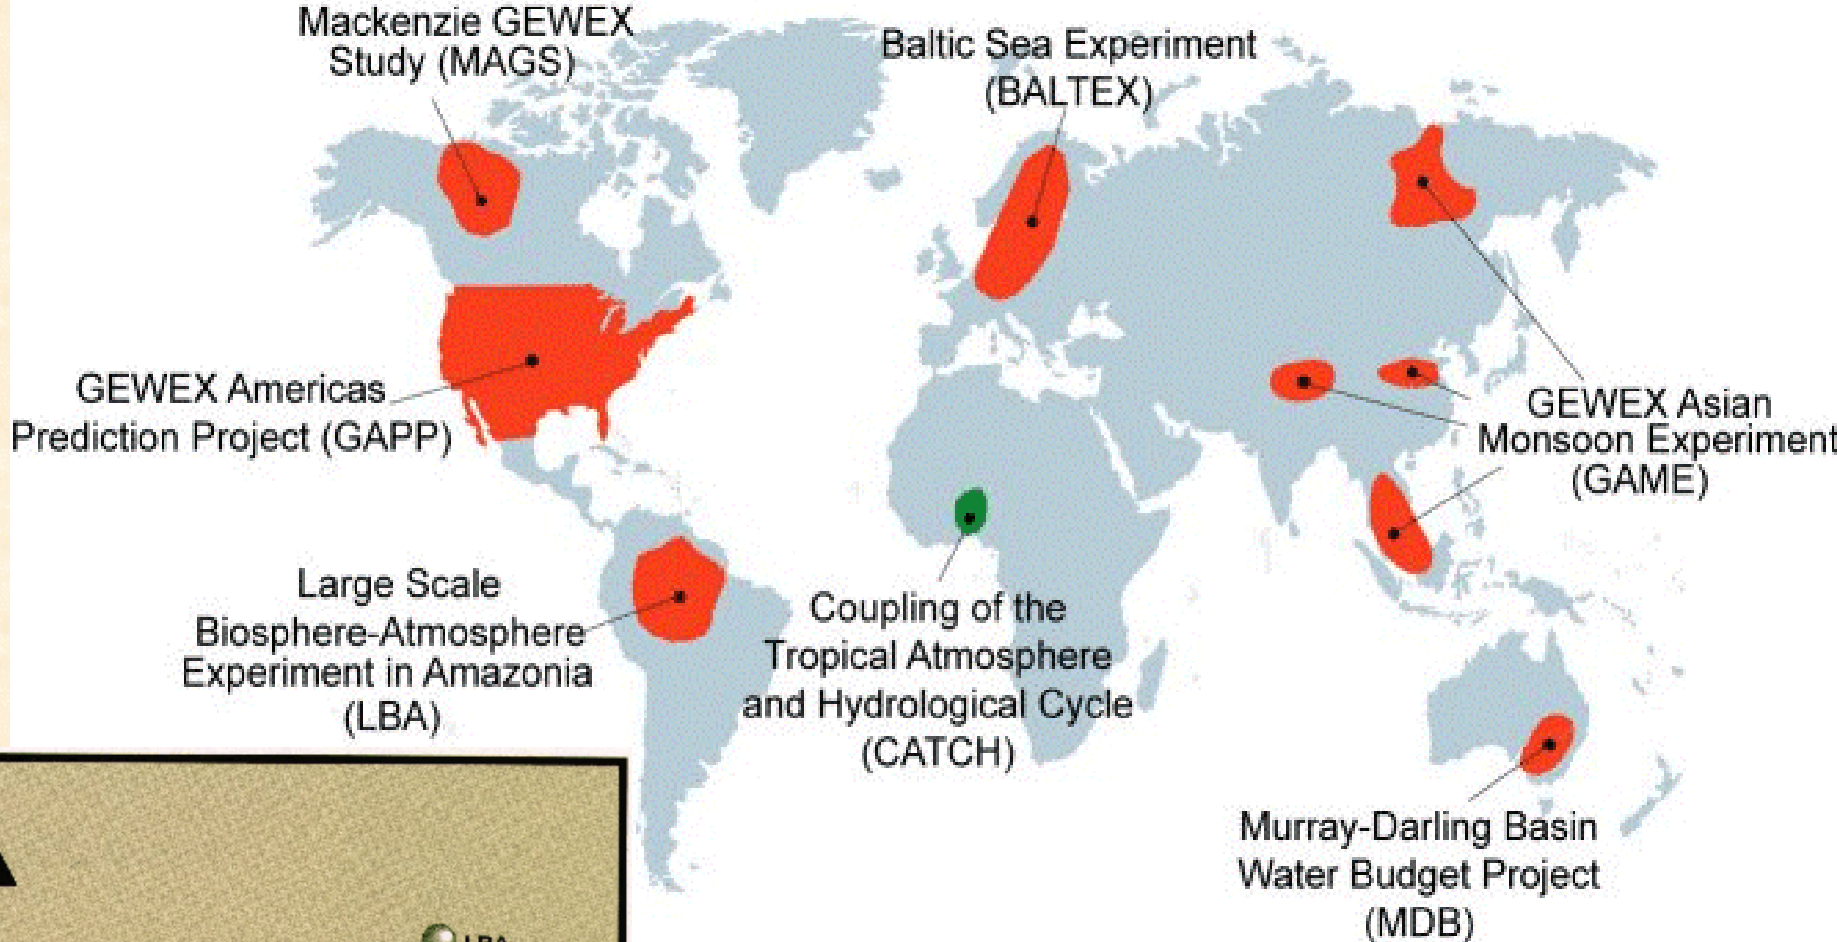 Mackenzie GEWEX
Study (MAGS)
Baltic Sea Experiment
(BALTEX)
GEWEX Americas
Prediction Project (GAPP)
GEWEX Asian
Monsoon Experiment
(GAME)
Large Scale
Biosphere-Atmosphere
Experiment in Amazonia
(LBA)
Coupling of the
Tropical Atmosphere
and Hydrological Cycle
(CATCH)
Murray-Darling Basin
Water Budget Project
(MDB)
LBA